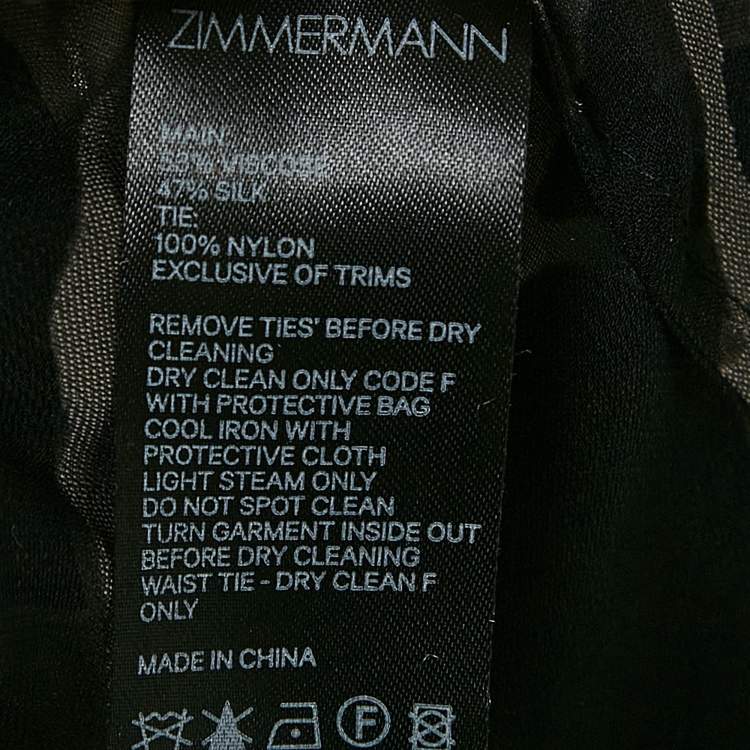 ZIMMERMANN
MAIN:
53% VISCOSE
47% SILK
TIE:
100% NYLON
EXCLUSIVE OF TRIMS
REMOVE TIES' BEFORE DRY
CLEANING
DRY CLEAN ONLY CODE F
WITH PROTECTIVE BAG
COOL IRON WITH
PROTECTIVE CLOTH
LIGHT STEAM ONLY
DO NOT SPOT CLEAN
TURN GARMENT INSIDE OUT
BEFORE DRY CLEANING
WAIST TIE - DRY CLEAN F
ONLY
MADE IN CHINA
F